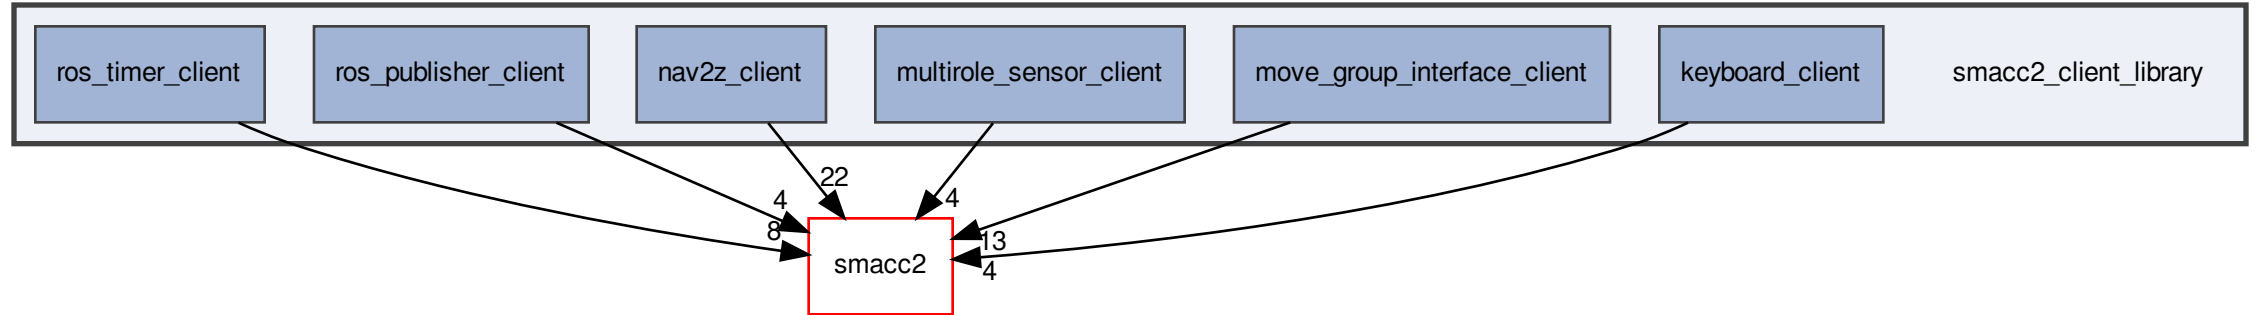 ros_timer_client
ros_publisher_client
nav2z_client
multirole_sensor_client
move_group_interface_client
keyboard_client
smacc2_client_library
22
4
4
8
13
4
smacc2